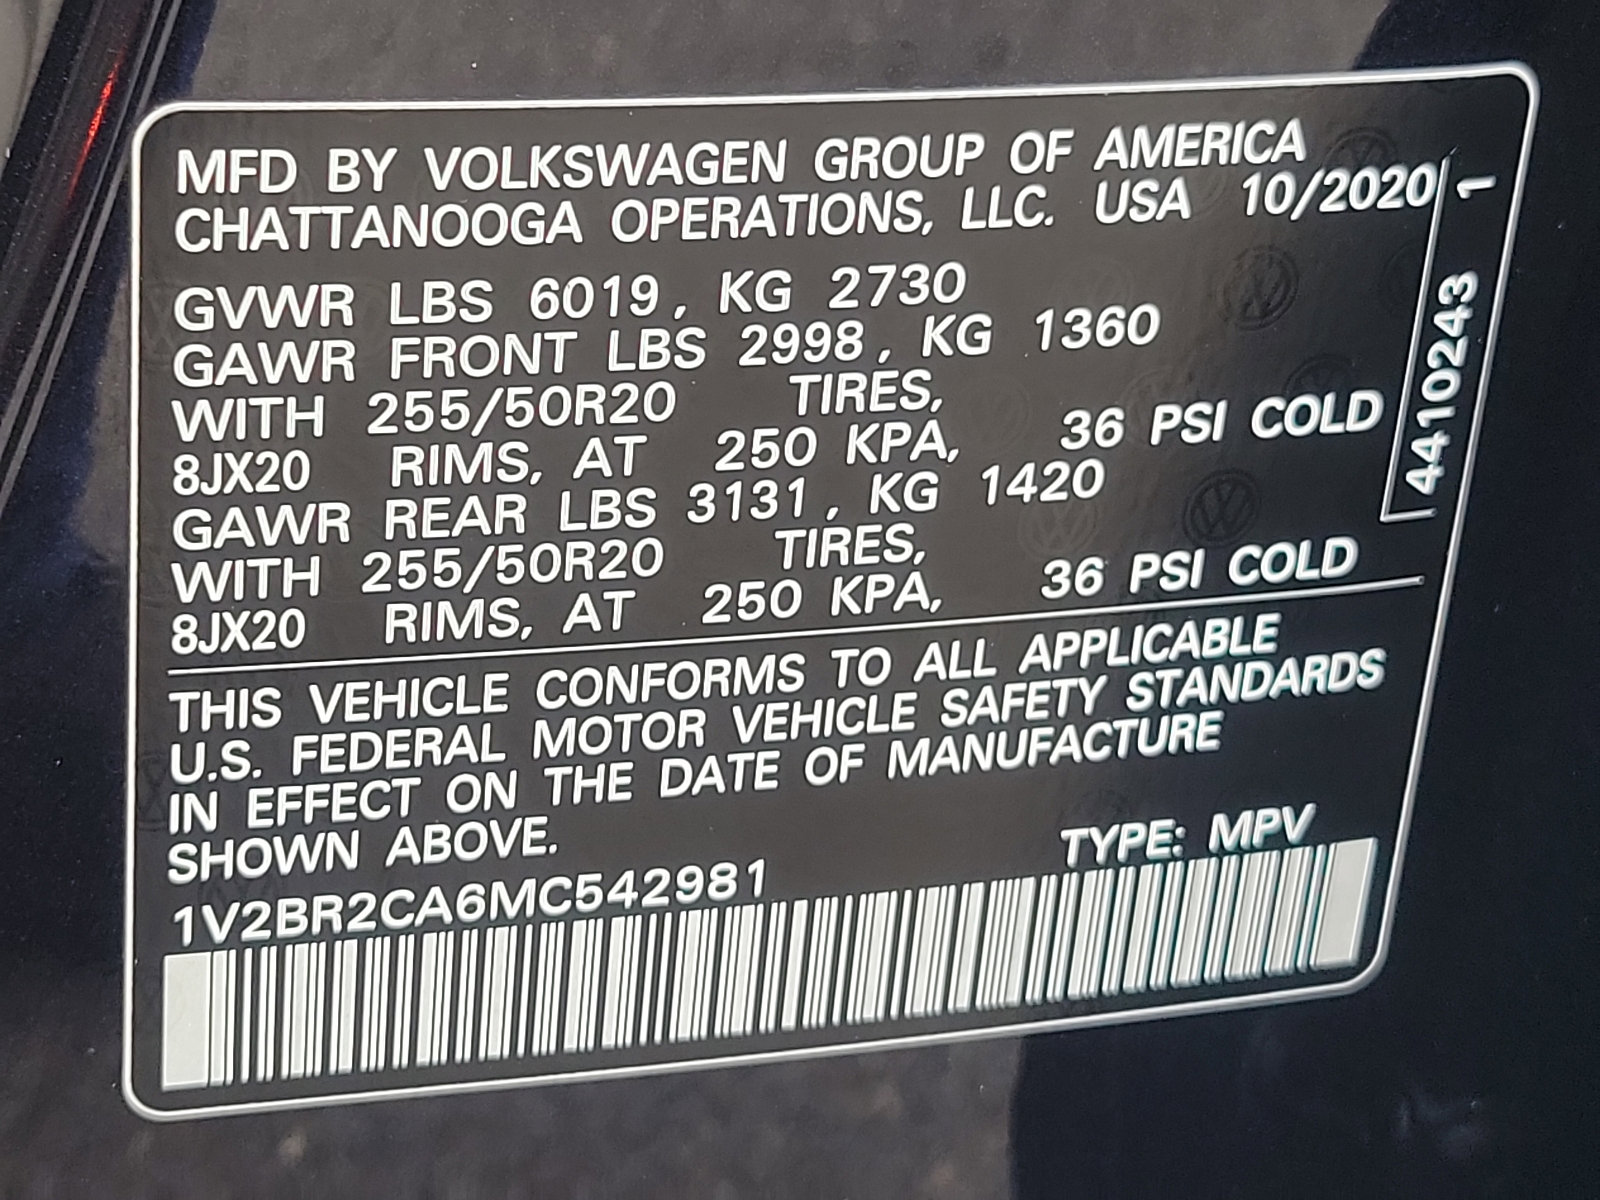 MFD BY VOLKSWAGEN GROUP OF AMERICA
CHATTANOOGA OPERATIONS, LLC. USA 10/2020
GVWR LBS 6019, KG 2730
GAWR FRONT LBS 2998, KG 1360
WITH 255/50R20 TIRES,
8JX20 RIMS, AT 250 KPA, 36 PSI COLD
GAWR REAR LBS 3131, KG 1420
WITH 255/50R20 TIRES,
8JX20 RIMS, AT 250 KPA, 36 PSI COLD
THIS VEHICLE CONFORMS TO ALL APPLICABLE
U.S. FEDERAL MOTOR VEHICLE SAFETY STANDARDS
IN EFFECT ON THE DATE OF MANUFACTURE
SHOWN ABOVE.
TYPE: MPV
1V2BR2CA6MC542981
44102431 1